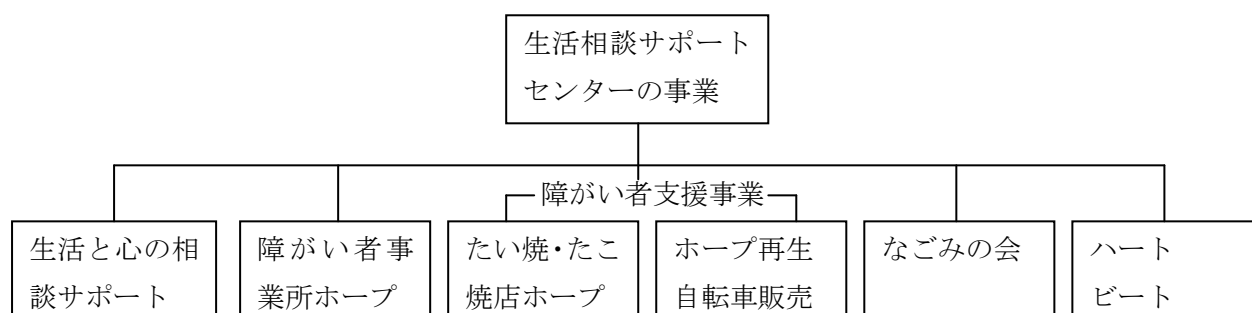 生活相談サポート
センターの事業
障がい者支援事業
生活と心の相
談サポート
障がい者事
業所ホープ
たい焼・たこ
焼店ホープ
ホープ再生
自転車販売
なごみの会
ハート
ビート